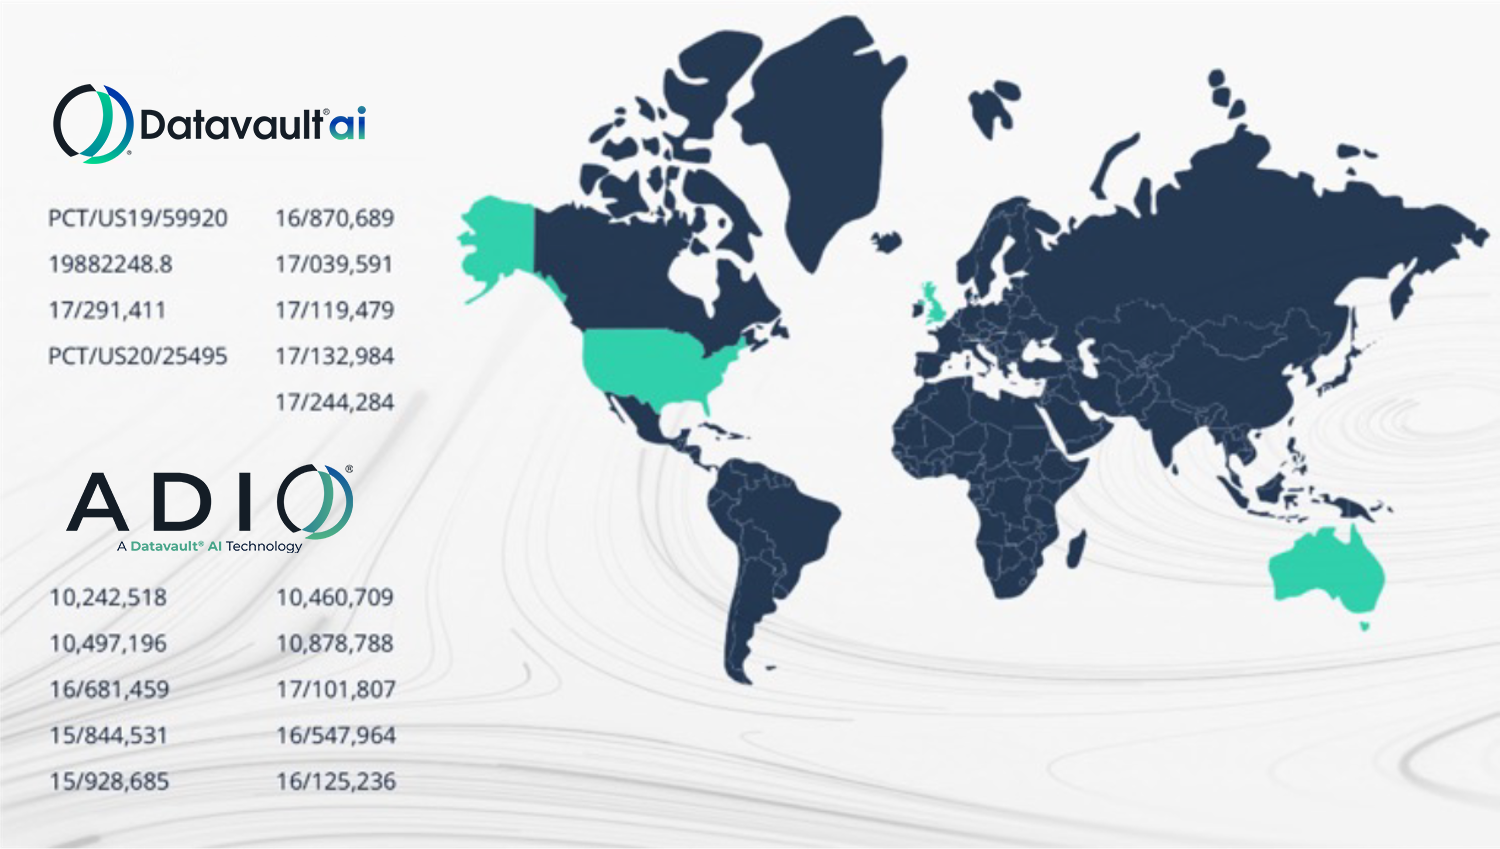 Datavault® ai
®
PCT/US19/59920 16/870,689
19882248.8 17/039,591
17/291,411 17/119,479
PCT/US20/25495 17/132,984
17/244,284
ADIO®
A Datavault® AI Technology
10,242,518 10,460,709
10,497,196 10,878,788
16/681,459 17/101,807
15/844,531 16/547,964
15/928,685 16/125,236